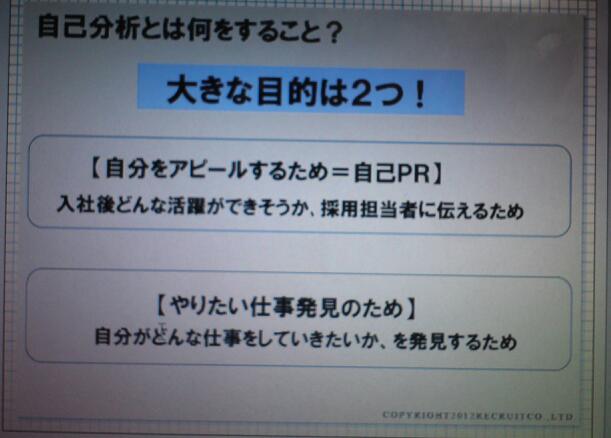 自己分析とは何をすること？
大きな目的は2つ！
【自分をアピールするため＝自己PR】
入社後どんな活躍ができそうか、採用担当者に伝えるため
【やりたい仕事発見のため】
自分がどんな仕事をしていきたいか、を発見するため
COPYRIGHT2012RECRUITCO.,LTD.